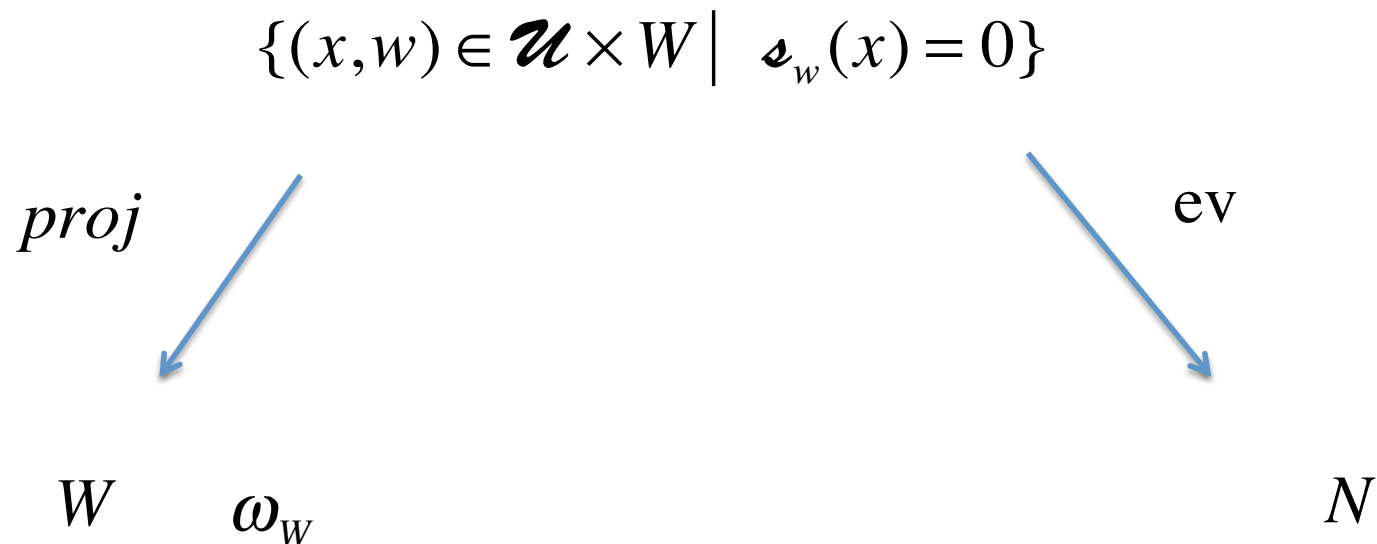 {(x,w) ∈ 𝓤 × W | 𝓼_w(x) = 0}
proj
ev
W ω_W N